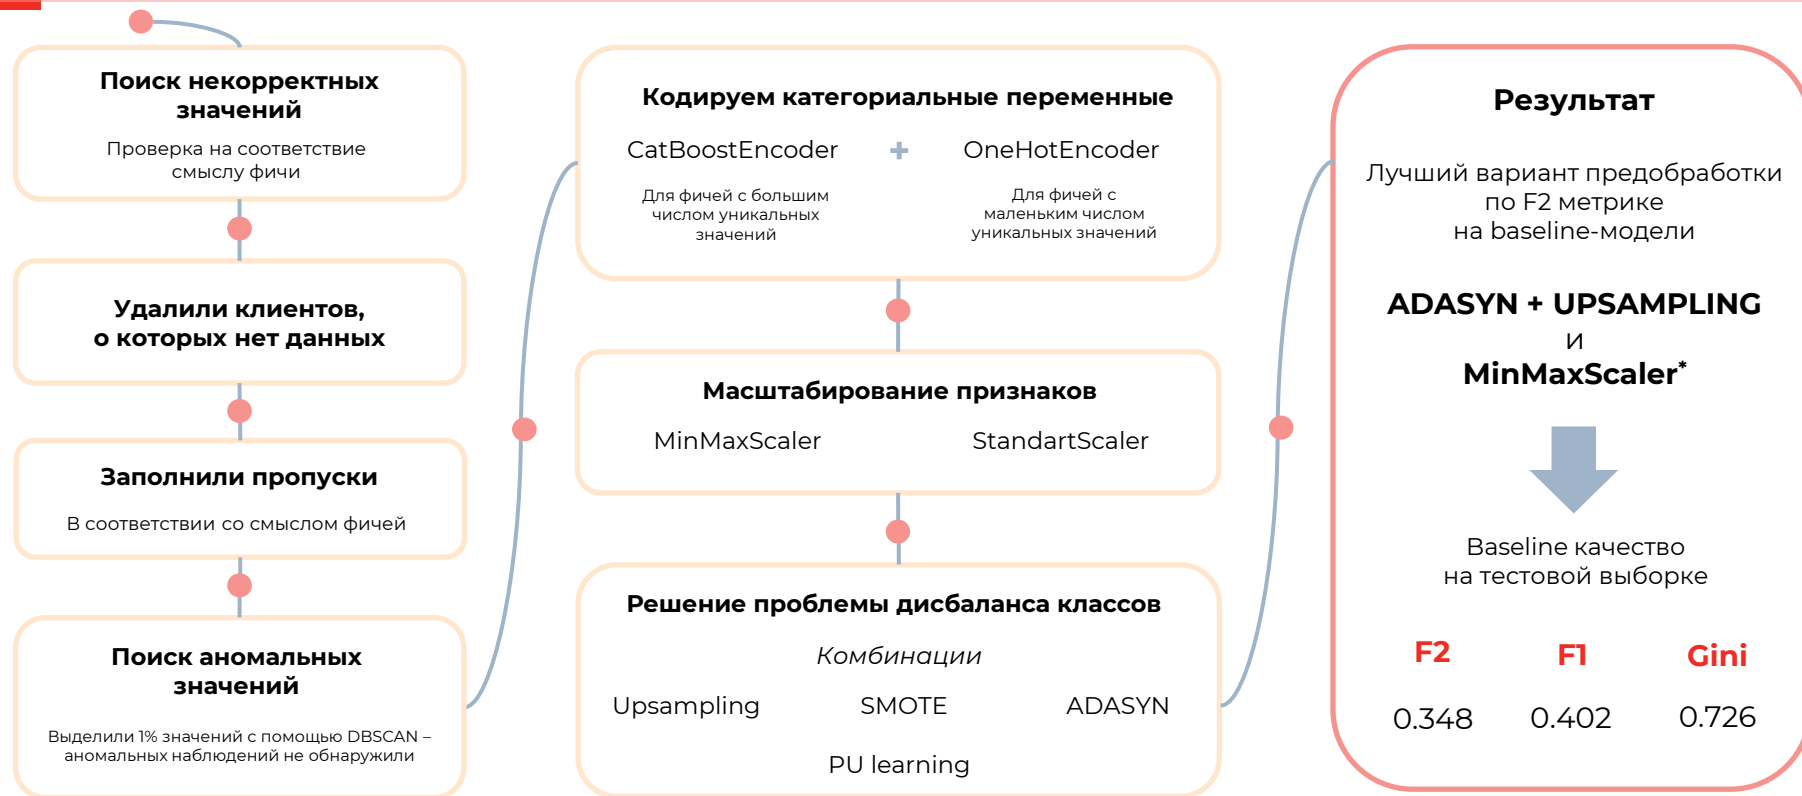 Поиск некорректных
значений
Проверка на соответствие
смыслу фичи
Удалили клиентов,
о которых нет данных
Заполнили пропуски
В соответствии со смыслом фичей
Поиск аномальных
значений
Выделили 1% значений с помощью DBSCAN –
аномальных наблюдений не обнаружили
Кодируем категориальные переменные
CatBoostEncoder + OneHotEncoder
Для фичей с большим
числом уникальных
значений
Для фичей с
маленьким числом
уникальных значений
Масштабирование признаков
MinMaxScaler StandartScaler
Решение проблемы дисбаланса классов
Комбинации
Upsampling SMOTE ADASYN
PU learning
Результат
Лучший вариант предобработки
по F2 метрике
на baseline-модели
ADASYN + UPSAMPLING
и
MinMaxScaler*
Baseline качество
на тестовой выборке
F2 F1 Gini
0.348 0.402 0.726